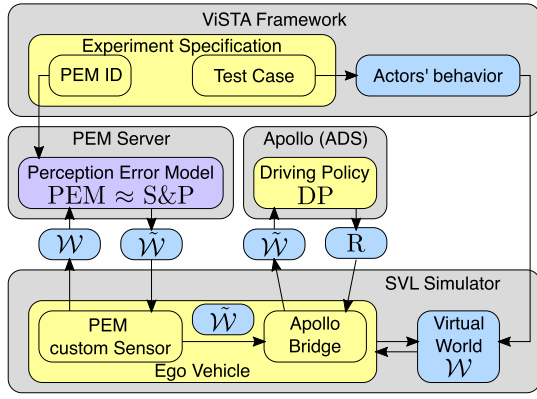 ViSTA Framework
Experiment Specification
PEM ID
Test Case
Actors' behavior
PEM Server
Apollo (ADS)
Perception Error Model
PEM ≈ S&P
Driving Policy
DP
𝒲
𝒲̃
𝒲̃
R
SVL Simulator
PEM
custom Sensor
𝒲̃
Apollo
Bridge
Virtual
World
𝒲
Ego Vehicle